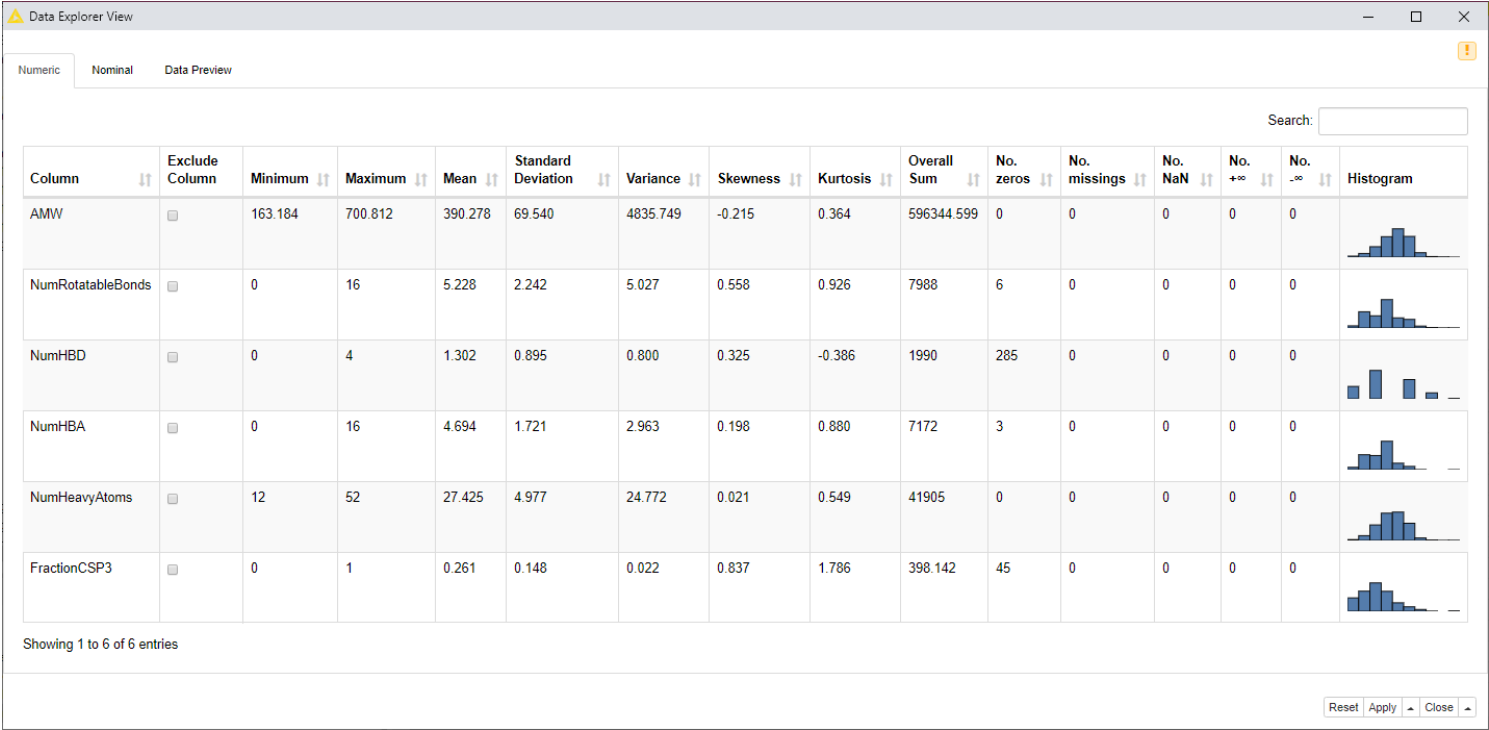 Data Explorer View
Numeric Nominal Data Preview
Search:
Column Exclude Column Minimum Maximum Mean Standard Deviation Variance Skewness Kurtosis Overall Sum No. zeros No. missings No. NaN No. +∞ No. -∞ Histogram
AMW 163.184 700.812 390.278 69.540 4835.749 -0.215 0.364 596344.599 0 0 0 0 0
NumRotatableBonds 0 16 5.228 2.242 5.027 0.558 0.926 7988 6 0 0 0 0
NumHBD 0 4 1.302 0.895 0.800 0.325 -0.386 1990 285 0 0 0 0
NumHBA 0 16 4.694 1.721 2.963 0.198 0.880 7172 3 0 0 0 0
NumHeavyAtoms 12 52 27.425 4.977 24.772 0.021 0.549 41905 0 0 0 0 0
FractionCSP3 0 1 0.261 0.148 0.022 0.837 1.786 398.142 45 0 0 0 0
Showing 1 to 6 of 6 entries
Reset Apply Close